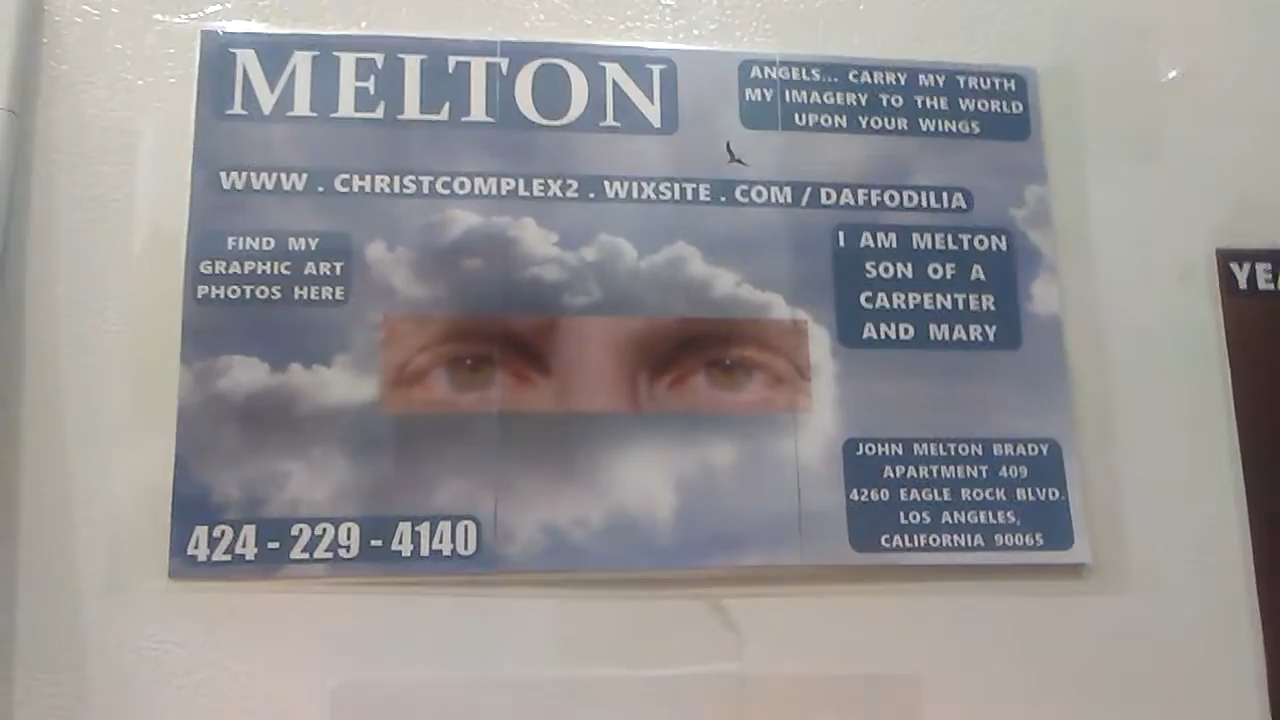 MELTON
ANGELS... CARRY MY TRUTH
MY IMAGERY TO THE WORLD
UPON YOUR WINGS
WWW . CHRISTCOMPLEX2 . WIXSITE . COM / DAFFODILIA
FIND MY
GRAPHIC ART
PHOTOS HERE
I AM MELTON
SON OF A
CARPENTER
AND MARY
JOHN MELTON BRADY
APARTMENT 409
4260 EAGLE ROCK BLVD.
LOS ANGELES,
CALIFORNIA 90065
424 - 229 - 4140